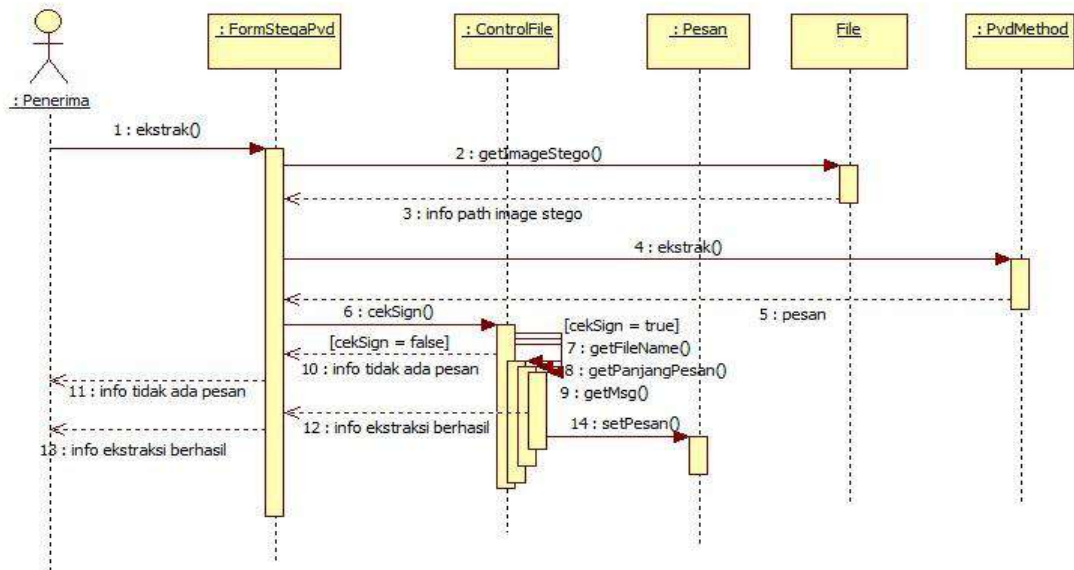 : Penerima
: FormStegaPvd
: ControlFile
: Pesan
File
: PvdMethod
1 : ekstrak()
2 : getImageStego()
3 : info path image stego
4 : ekstrak()
5 : pesan
6 : cekSign()
[cekSign = true]
7 : getFileName()
[cekSign = false]
10 : info tidak ada pesan
8 : getPanjangPesan()
11 : info tidak ada pesan
9 : getMsg()
12 : info ekstraksi berhasil
14 : setPesan()
13 : info ekstraksi berhasil